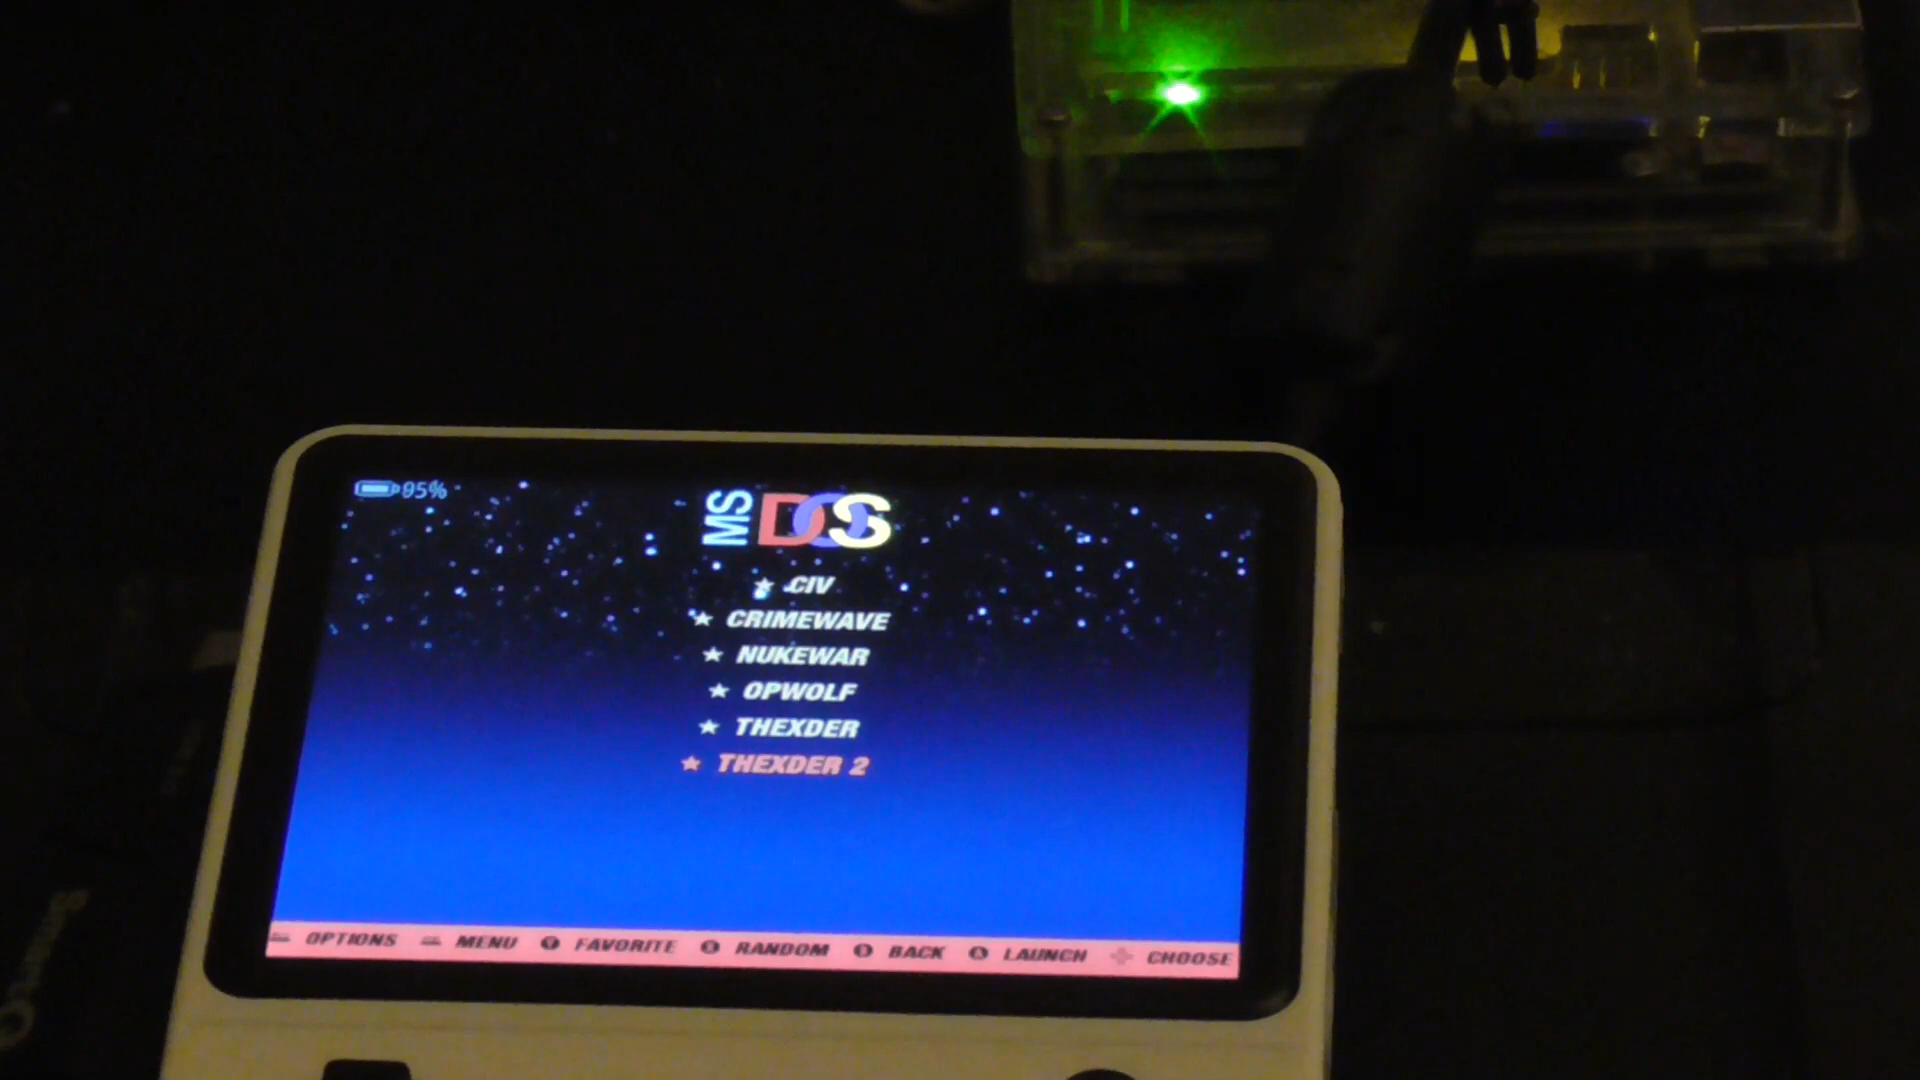 95%
MS DOS
CIV
CRIMEWAVE
NUKEWAR
OPWOLF
THEXDER
THEXDER 2
OPTIONS MENU Y FAVORITE X RANDOM B BACK A LAUNCH CHOOSE